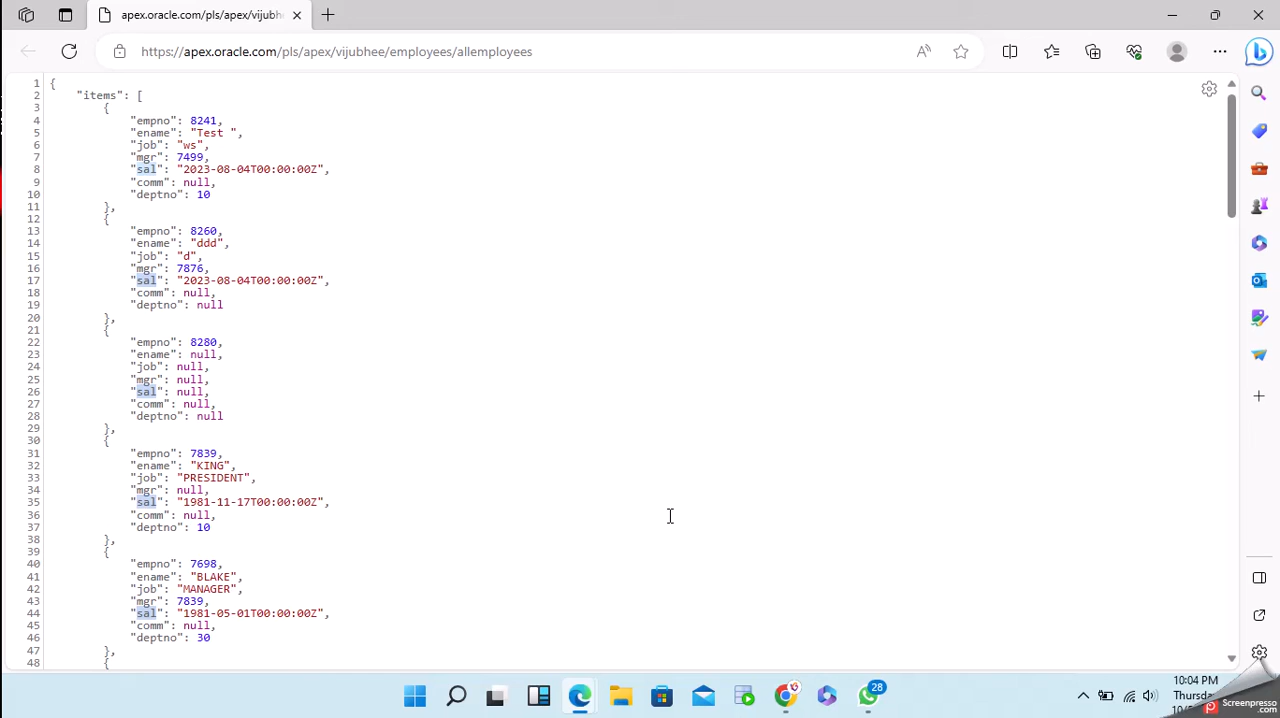 apex.oracle.com/pls/apex/vijubh
https://apex.oracle.com/pls/apex/vijubhee/employees/allemployees
1 {
2 "items": [
3 {
4 "empno": 8241,
5 "ename": "Test ",
6 "job": "ws",
7 "mgr": 7499,
8 "sal": "2023-08-04T00:00:00Z",
9 "comm": null,
10 "deptno": 10
11 },
12 {
13 "empno": 8260,
14 "ename": "ddd",
15 "job": "d",
16 "mgr": 7876,
17 "sal": "2023-08-04T00:00:00Z",
18 "comm": null,
19 "deptno": null
20 },
21 {
22 "empno": 8280,
23 "ename": null,
24 "job": null,
25 "mgr": null,
26 "sal": null,
27 "comm": null,
28 "deptno": null
29 },
30 {
31 "empno": 7839,
32 "ename": "KING",
33 "job": "PRESIDENT",
34 "mgr": null,
35 "sal": "1981-11-17T00:00:00Z",
36 "comm": null,
37 "deptno": 10
38 },
39 {
40 "empno": 7698,
41 "ename": "BLAKE",
42 "job": "MANAGER",
43 "mgr": 7839,
44 "sal": "1981-05-01T00:00:00Z",
45 "comm": null,
46 "deptno": 30
47 },
48 {
28
10:04 PM
Thursday
Screenpresso
.com